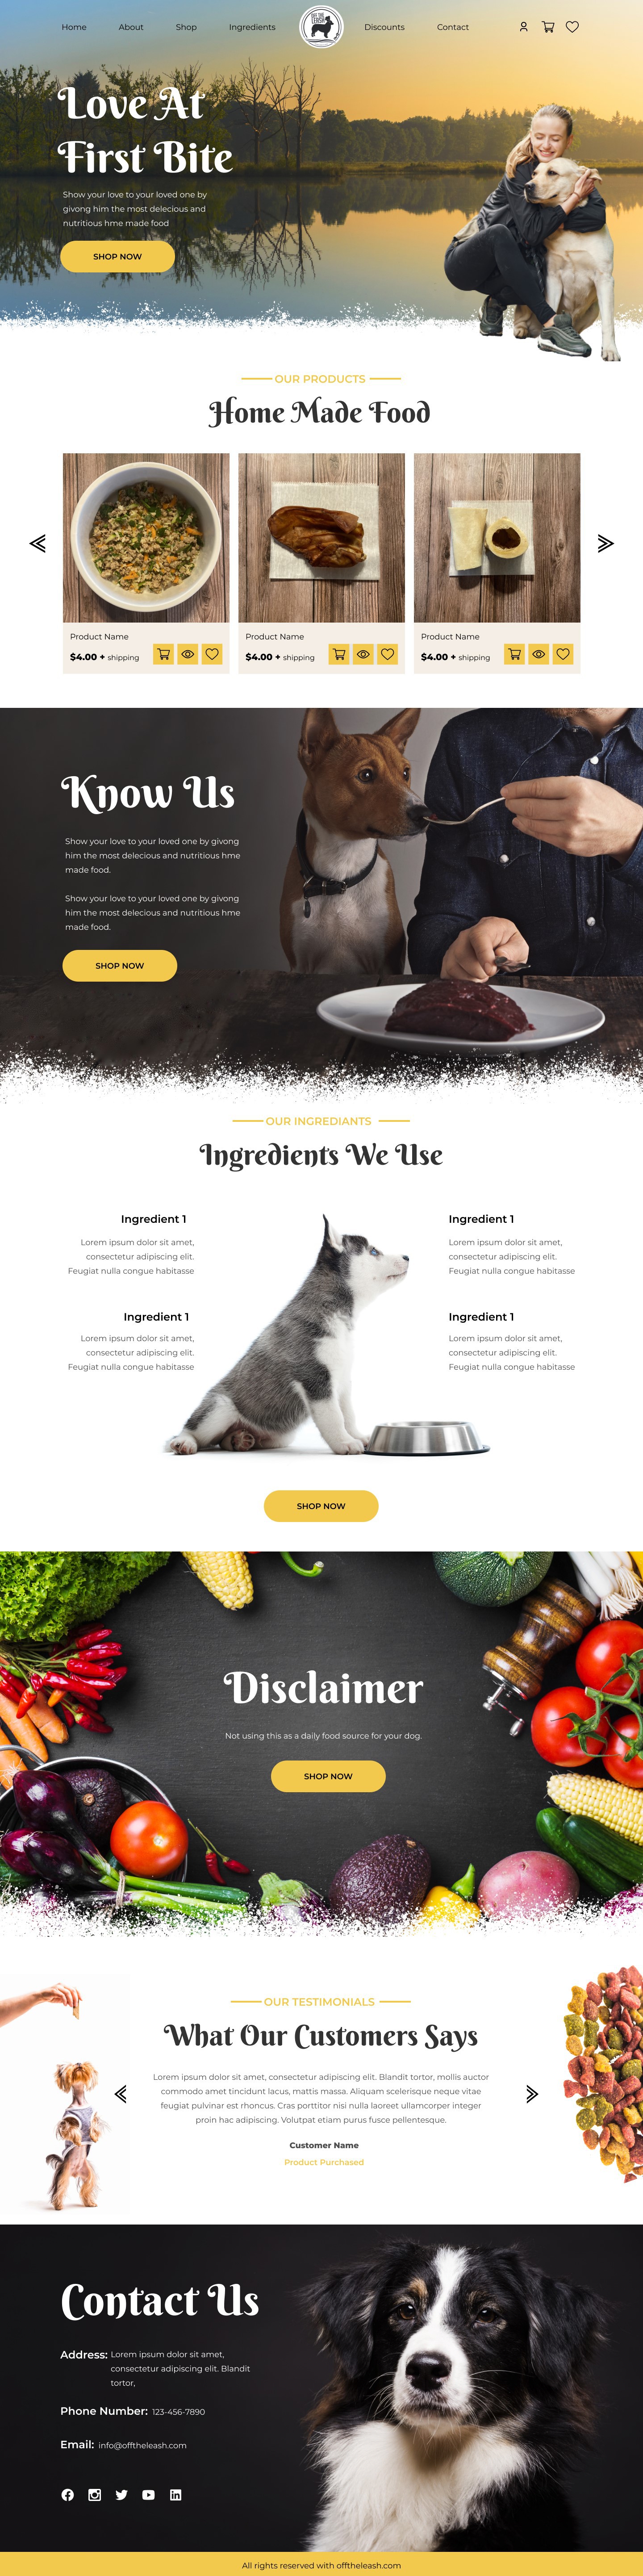 Home About Shop Ingredients Discounts Contact
OFF THE
LEASH
Love At
First Bite
Show your love to your loved one by
givong him the most delecious and
nutritious hme made food
SHOP NOW
OUR PRODUCTS
Home Made Food
Product Name
$4.00 + shipping
Product Name
$4.00 + shipping
Product Name
$4.00 + shipping
Know Us
Show your love to your loved one by givong
him the most delecious and nutritious hme
made food.
Show your love to your loved one by givong
him the most delecious and nutritious hme
made food.
SHOP NOW
OUR INGREDIANTS
Ingredients We Use
Ingredient 1
Lorem ipsum dolor sit amet,
consectetur adipiscing elit.
Feugiat nulla congue habitasse
Ingredient 1
Lorem ipsum dolor sit amet,
consectetur adipiscing elit.
Feugiat nulla congue habitasse
Ingredient 1
Lorem ipsum dolor sit amet,
consectetur adipiscing elit.
Feugiat nulla congue habitasse
Ingredient 1
Lorem ipsum dolor sit amet,
consectetur adipiscing elit.
Feugiat nulla congue habitasse
SHOP NOW
Disclaimer
Not using this as a daily food source for your dog.
SHOP NOW
OUR TESTIMONIALS
What Our Customers Says
Lorem ipsum dolor sit amet, consectetur adipiscing elit. Blandit tortor, mollis auctor
commodo amet tincidunt lacus, mattis massa. Aliquam scelerisque neque vitae
feugiat pulvinar est rhoncus. Cras porttitor nisi nulla laoreet ullamcorper integer
proin hac adipiscing. Volutpat etiam purus fusce pellentesque.
Customer Name
Product Purchased
Contact Us
Address: Lorem ipsum dolor sit amet,
consectetur adipiscing elit. Blandit
tortor,
Phone Number: 123-456-7890
Email: info@offtheleash.com
All rights reserved with offtheleash.com